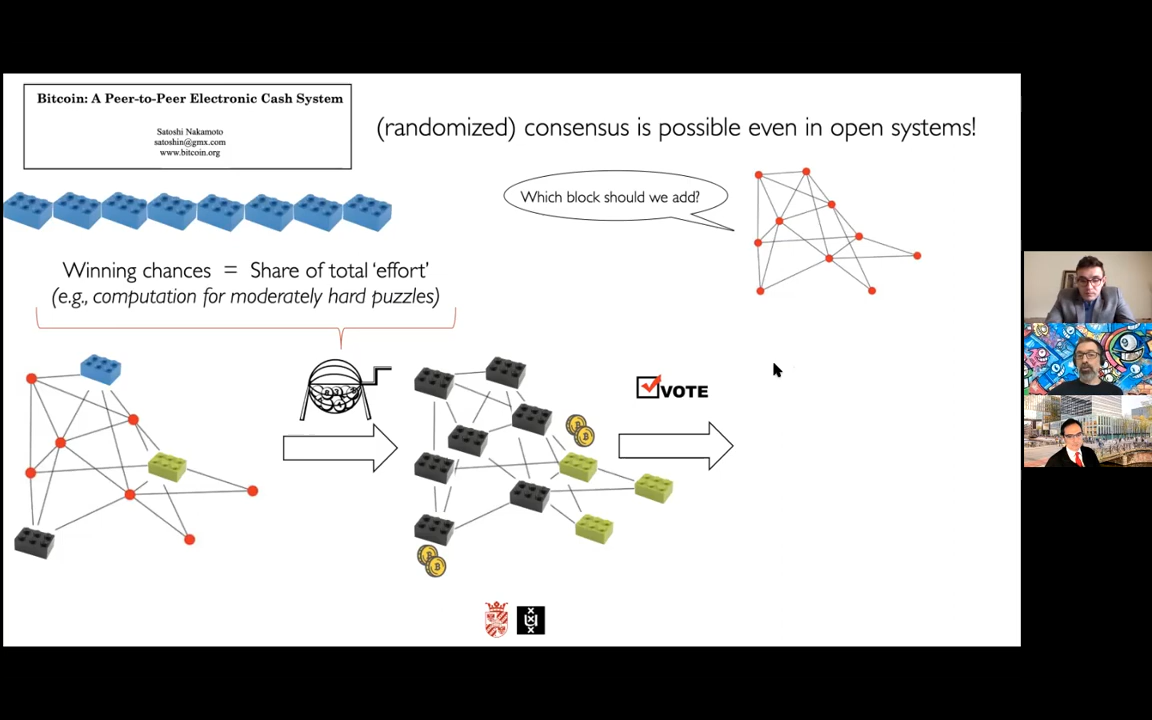 Bitcoin: A Peer-to-Peer Electronic Cash System
Satoshi Nakamoto
satoshin@gmx.com
www.bitcoin.org
(randomized) consensus is possible even in open systems!
Which block should we add?
Winning chances = Share of total 'effort'
(e.g., computation for moderately hard puzzles)
VOTE